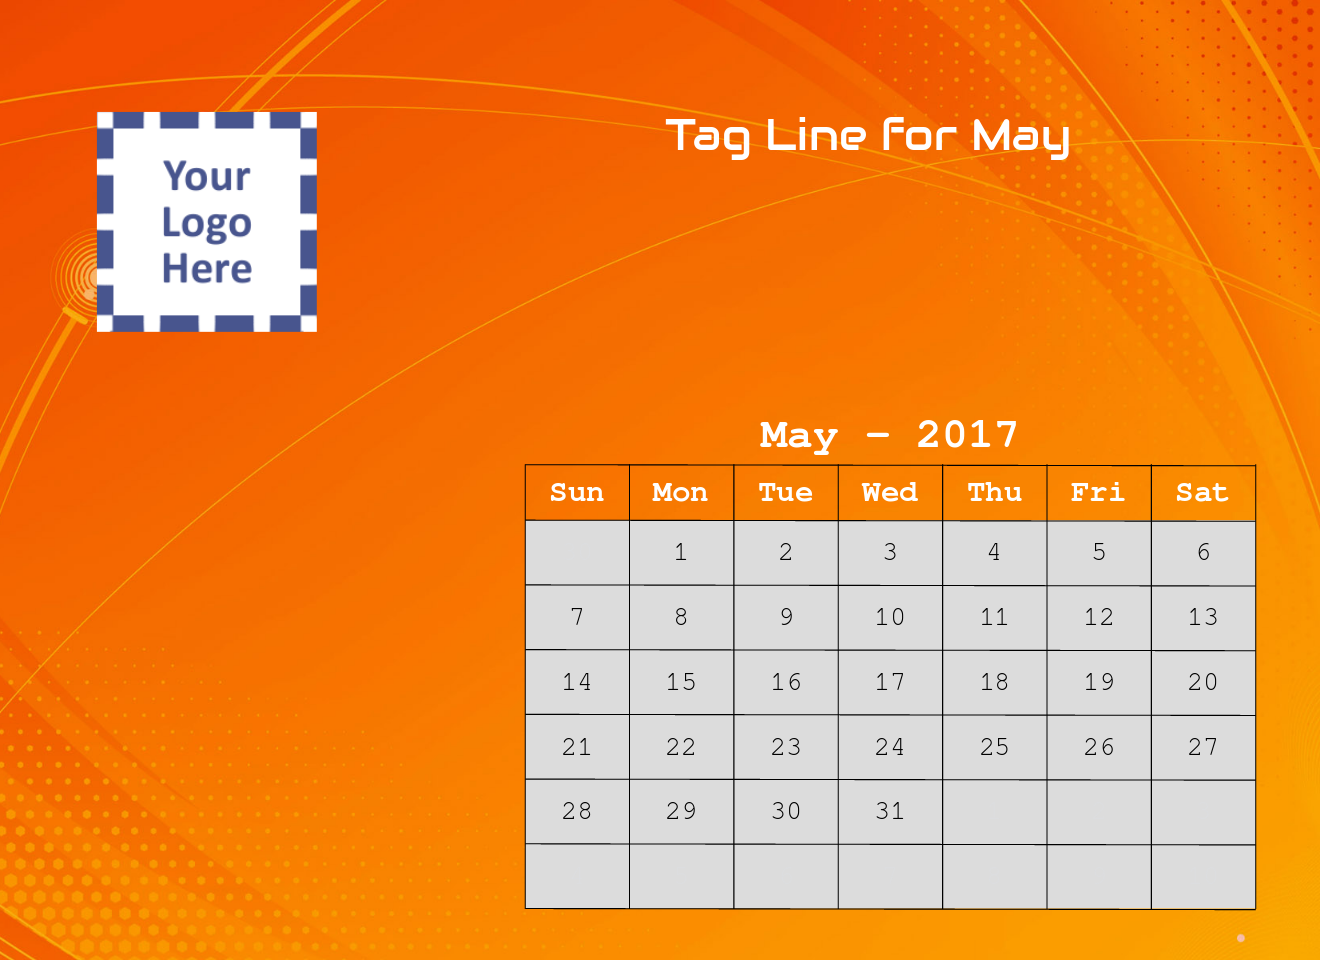 Tag Line for May
Your
Logo
Here
May - 2017
Sun Mon Tue Wed Thu Fri Sat
1 2 3 4 5 6
7 8 9 10 11 12 13
14 15 16 17 18 19 20
21 22 23 24 25 26 27
28 29 30 31